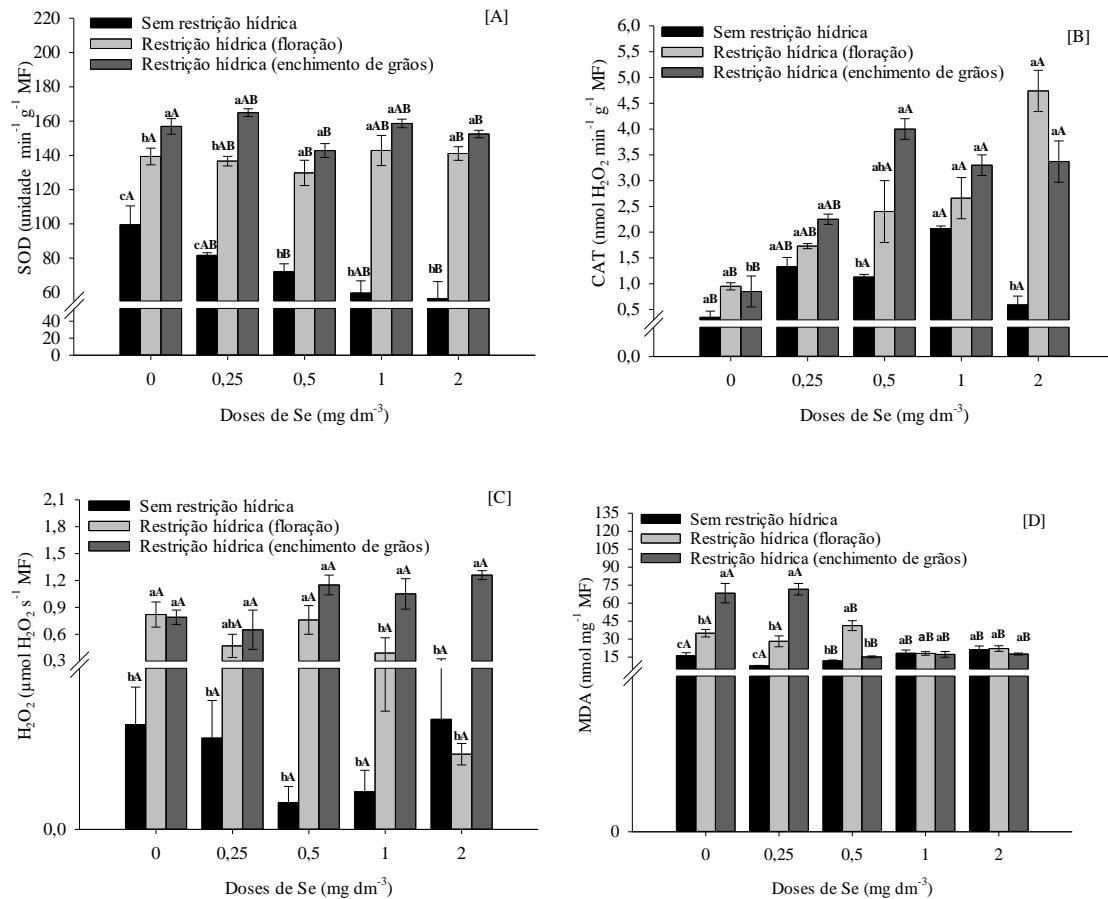 [A]
Sem restrição hídrica
Restrição hídrica (floração)
Restrição hídrica (enchimento de grãos)
SOD (unidade min⁻¹ g⁻¹ MF)
220
200
180
160
140
120
100
80
60
40
20
0
cA bA aA
cAB bAB aAB
bB aB aB
bAB aAB aAB
bB aB aB
0 0,25 0,5 1 2
Doses de Se (mg dm⁻³)
[B]
Sem restrição hídrica
Restrição hídrica (floração)
Restrição hídrica (enchimento de grãos)
CAT (nmol H₂O₂ min⁻¹ g⁻¹ MF)
6,0
5,5
5,0
4,5
4,0
3,5
3,0
2,5
2,0
1,5
1,0
0,5
0,0
aB aB bB
aAB aAB aAB
bA abA aA
aA aA aA
bA aA aA
0 0,25 0,5 1 2
Doses de Se (mg dm⁻³)
[C]
Sem restrição hídrica
Restrição hídrica (floração)
Restrição hídrica (enchimento de grãos)
H₂O₂ (µmol H₂O₂ s⁻¹ MF)
2,1
1,8
1,5
1,2
0,9
0,6
0,3
0,0
bA aA aA
bA abA aA
bA aA aA
bA bA aA
bA bA aA
0 0,25 0,5 1 2
Doses de Se (mg dm⁻³)
[D]
Sem restrição hídrica
Restrição hídrica (floração)
Restrição hídrica (enchimento de grãos)
MDA (nmol mg⁻¹ MF)
135
120
105
90
75
60
45
30
15
0
cA bA aA
cA bA aA
bB aB bB
aB aB aB
aB aB aB
0 0,25 0,5 1 2
Doses de Se (mg dm⁻³)